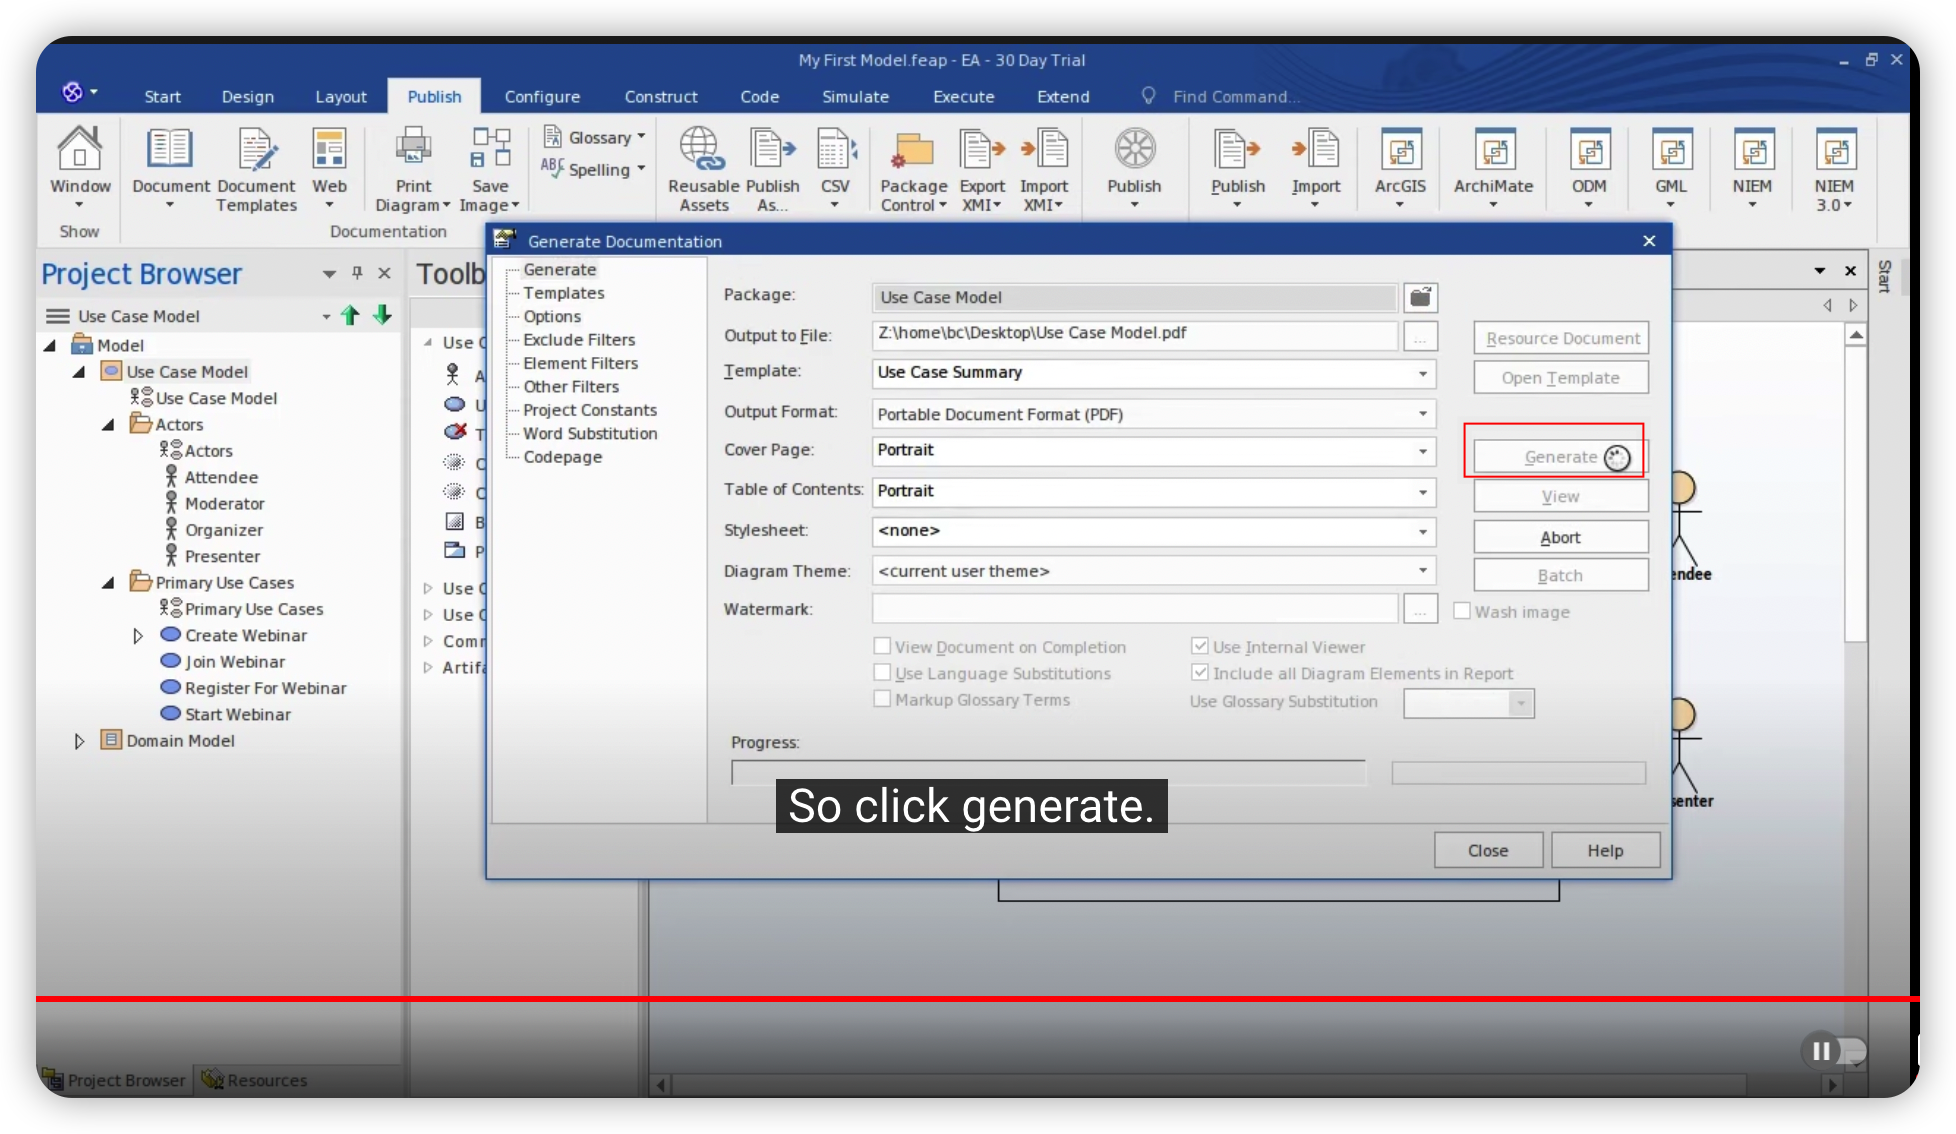 My First Model.feap - EA - 30 Day Trial
Start Design Layout Publish Configure Construct Code Simulate Execute Extend Find Command...
Glossary
ABC Spelling
Window Document Document Web Print Save Reusable Publish CSV Package Export Import Publish Publish Import ArcGIS ArchiMate ODM GML NIEM NIEM
Templates Diagram Image Assets As... Control XMI XMI 3.0
Show Documentation
Project Browser
Use Case Model
Model
Use Case Model
Use Case Model
Actors
Actors
Attendee
Moderator
Organizer
Presenter
Primary Use Cases
Primary Use Cases
Create Webinar
Join Webinar
Register For Webinar
Start Webinar
Domain Model
Project Browser Resources
Toolb
Use C
A
U
T
C
C
B
P
Use C
Use C
Comm
Artifa
Generate Documentation
Generate
Templates
Options
Exclude Filters
Element Filters
Other Filters
Project Constants
Word Substitution
Codepage
Package: Use Case Model
Output to File: Z:\home\bc\Desktop\Use Case Model.pdf ... Resource Document
Template: Use Case Summary Open Template
Output Format: Portable Document Format (PDF)
Cover Page: Portrait Generate
Table of Contents: Portrait View
Stylesheet: <none> Abort
Diagram Theme: <current user theme> Batch
Watermark: ... Wash image
View Document on Completion Use Internal Viewer
Use Language Substitutions Include all Diagram Elements in Report
Markup Glossary Terms Use Glossary Substitution
Progress:
So click generate.
Close Help
Start
endee
senter